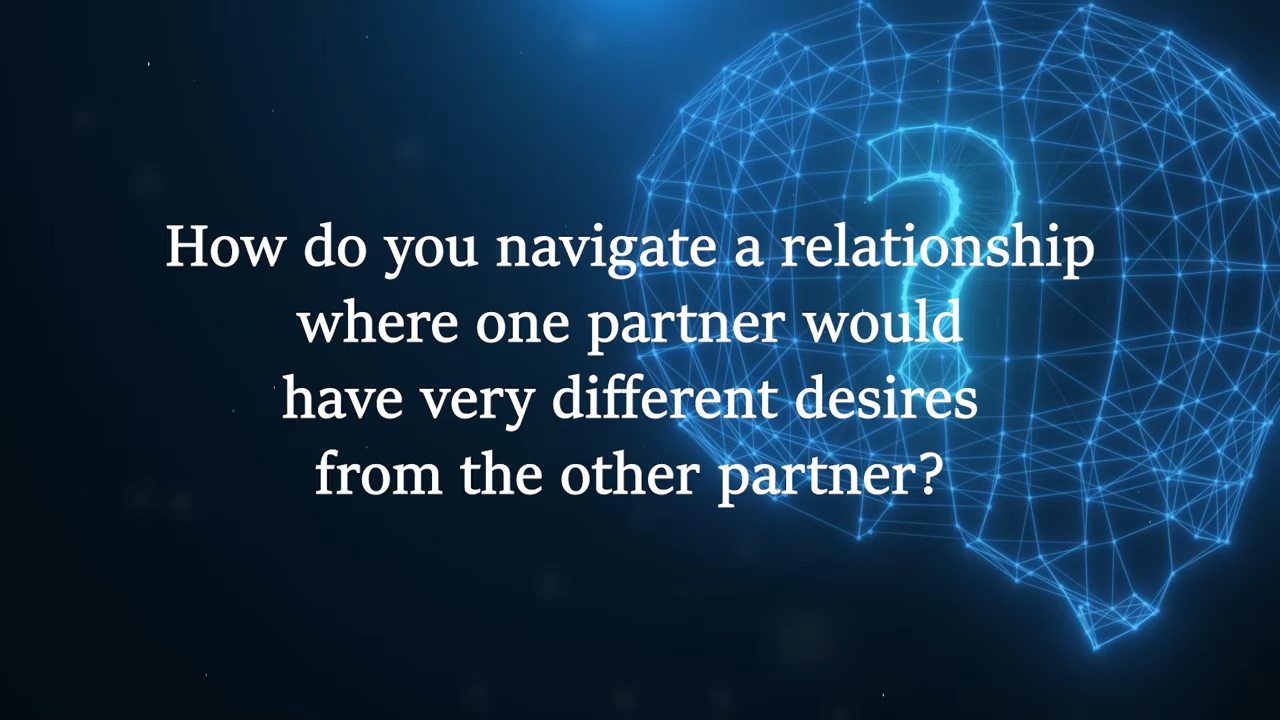 How do you navigate a relationship
where one partner would
have very different desires
from the other partner?